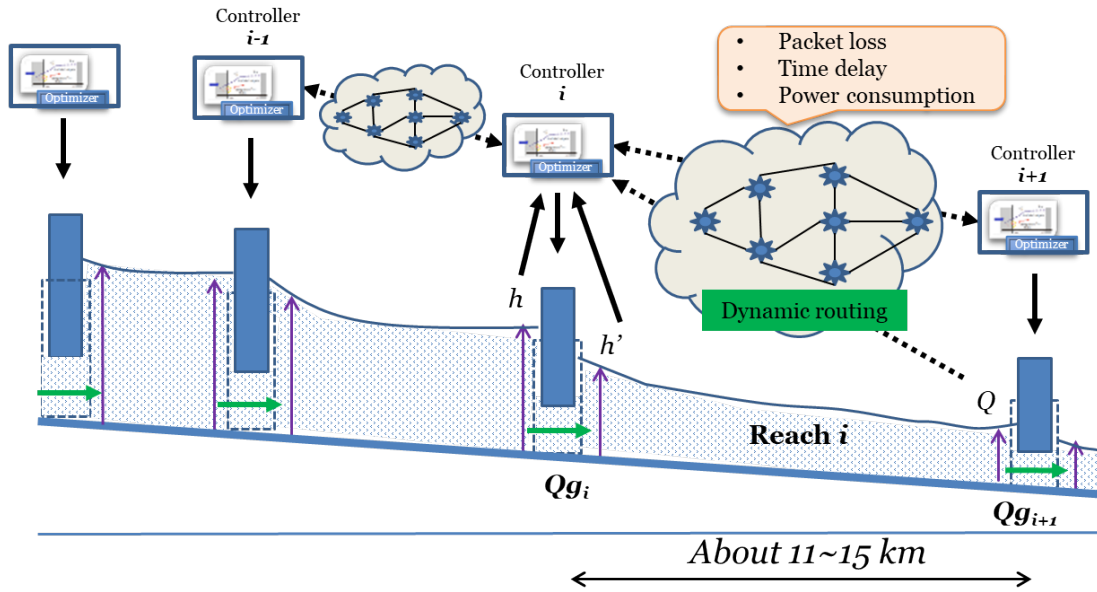 Controller
i-1
Optimizer
Optimizer
Controller
i
Optimizer
• Packet loss
• Time delay
• Power consumption
Controller
i+1
Optimizer
Dynamic routing
h
h’
Q
Reach i
Qgᵢ
Qgᵢ₊₁
About 11~15 km